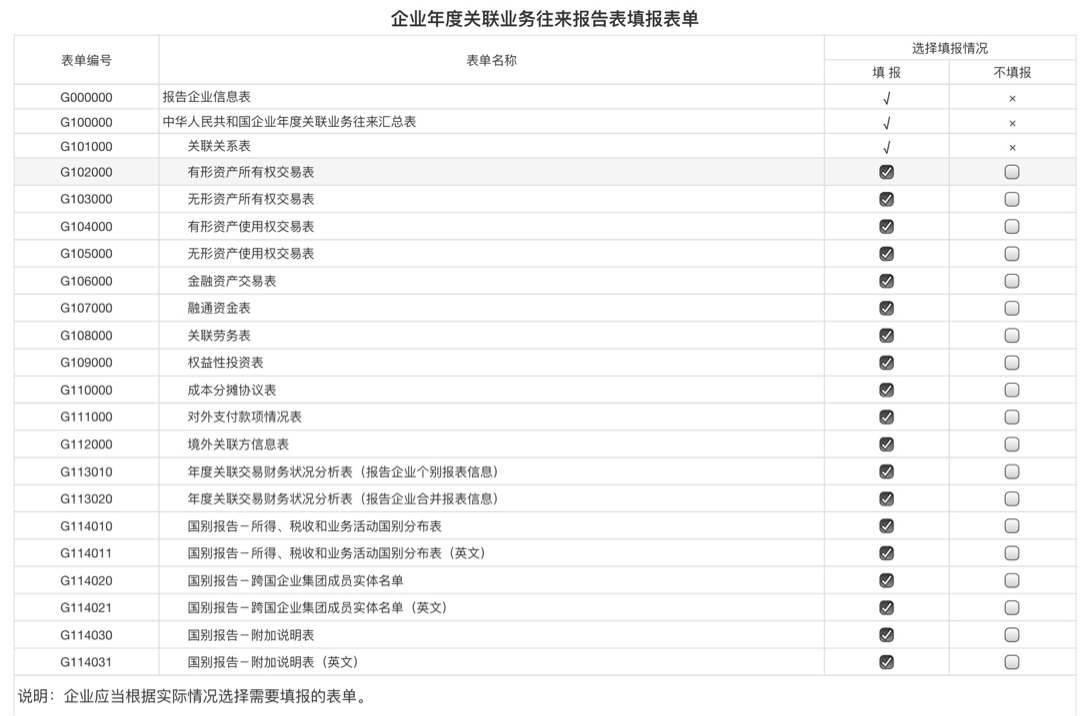 企业年度关联业务往来报告表填报表单
表单编号 表单名称 选择填报情况
填 报 不填报
G000000 报告企业信息表 √ ×
G100000 中华人民共和国企业年度关联业务往来汇总表 √ ×
G101000 关联关系表 √ ×
G102000 有形资产所有权交易表
G103000 无形资产所有权交易表
G104000 有形资产使用权交易表
G105000 无形资产使用权交易表
G106000 金融资产交易表
G107000 融通资金表
G108000 关联劳务表
G109000 权益性投资表
G110000 成本分摊协议表
G111000 对外支付款项情况表
G112000 境外关联方信息表
G113010 年度关联交易财务状况分析表（报告企业个别报表信息）
G113020 年度关联交易财务状况分析表（报告企业合并报表信息）
G114010 国别报告－所得、税收和业务活动国别分布表
G114011 国别报告－所得、税收和业务活动国别分布表（英文）
G114020 国别报告－跨国企业集团成员实体名单
G114021 国别报告－跨国企业集团成员实体名单（英文）
G114030 国别报告－附加说明表
G114031 国别报告－附加说明表（英文）
说明：企业应当根据实际情况选择需要填报的表单。